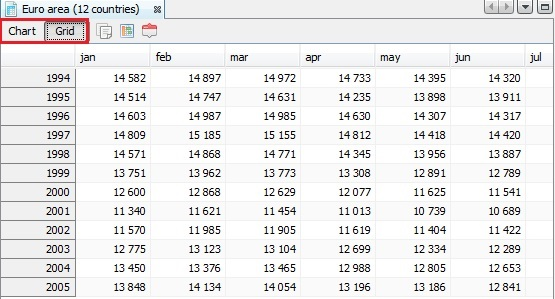 Euro area (12 countries)
Chart Grid
jan feb mar apr may jun jul
1994 14 582 14 897 14 972 14 733 14 395 14 320
1995 14 514 14 747 14 631 14 235 13 898 13 911
1996 14 603 14 987 14 985 14 630 14 307 14 317
1997 14 809 15 185 15 155 14 812 14 418 14 420
1998 14 571 14 868 14 771 14 345 13 956 13 887
1999 13 751 13 962 13 773 13 308 12 891 12 789
2000 12 600 12 868 12 629 12 077 11 625 11 541
2001 11 340 11 621 11 454 11 013 10 739 10 689
2002 11 570 11 985 11 905 11 619 11 404 11 422
2003 12 775 13 123 13 104 12 699 12 334 12 289
2004 13 450 13 376 13 465 12 988 12 805 12 653
2005 13 848 14 134 14 054 13 196 13 186 13 241